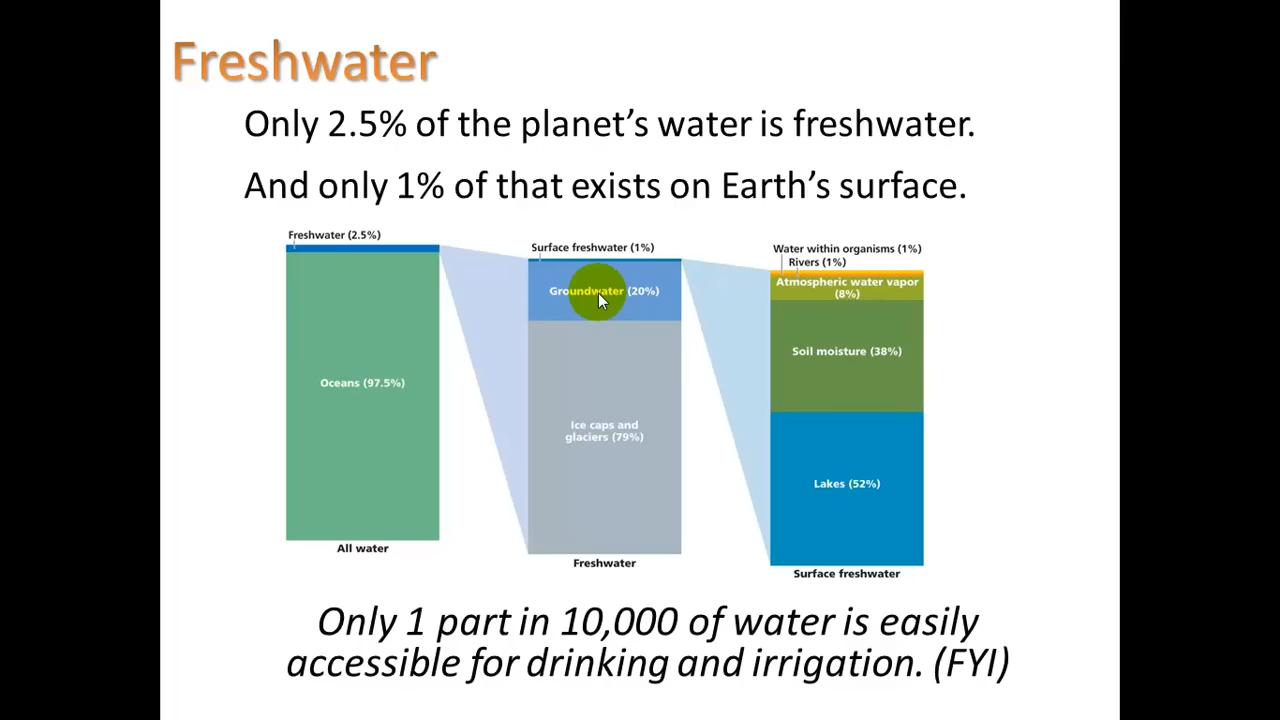 Freshwater
Only 2.5% of the planet's water is freshwater.
And only 1% of that exists on Earth's surface.
Freshwater (2.5%)
Oceans (97.5%)
All water
Surface freshwater (1%)
Groundwater (20%)
Ice caps and
glaciers (79%)
Freshwater
Water within organisms (1%)
Rivers (1%)
Atmospheric water vapor
(8%)
Soil moisture (38%)
Lakes (52%)
Surface freshwater
Only 1 part in 10,000 of water is easily
accessible for drinking and irrigation. (FYI)